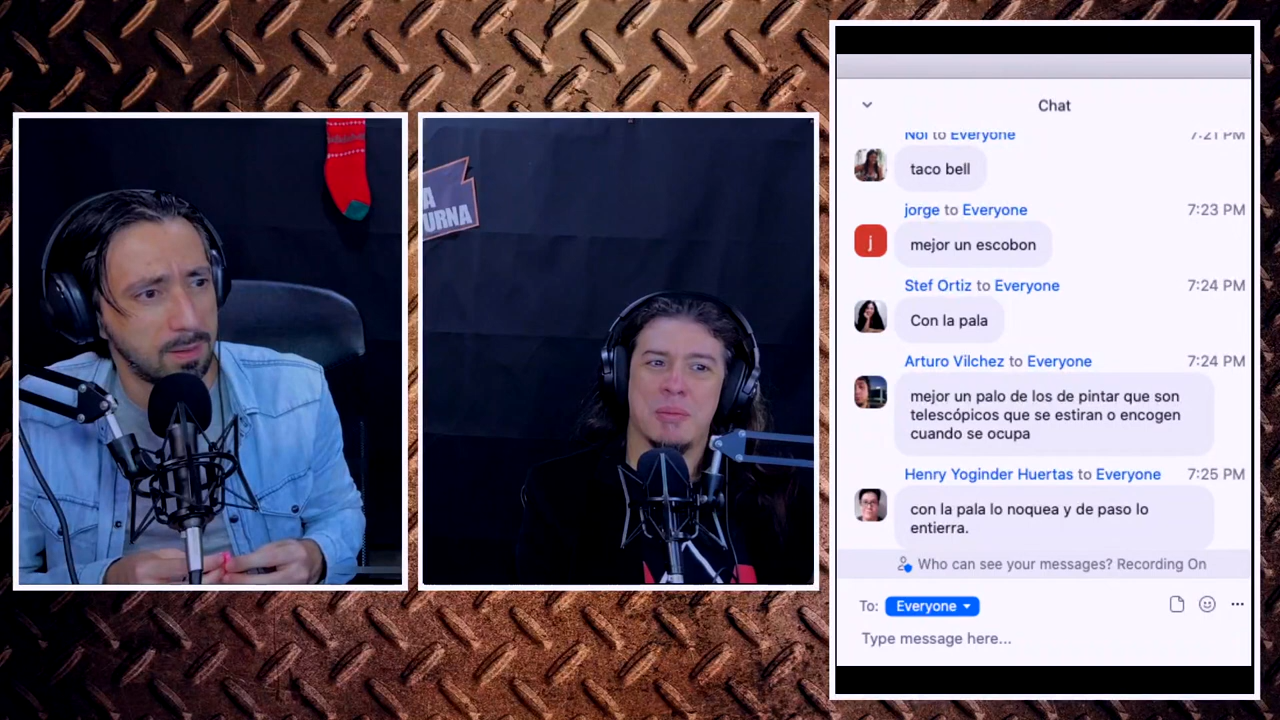 A
URNA
Chat
Noi to Everyone
7:21 PM
taco bell
jorge to Everyone
7:23 PM
mejor un escobon
Stef Ortiz to Everyone
7:24 PM
Con la pala
Arturo Vilchez to Everyone
7:24 PM
mejor un palo de los de pintar que son
telescópicos que se estiran o encogen
cuando se ocupa
Henry Yoginder Huertas to Everyone
7:25 PM
con la pala lo noquea y de paso lo
entierra.
Who can see your messages? Recording On
To: Everyone
Type message here...